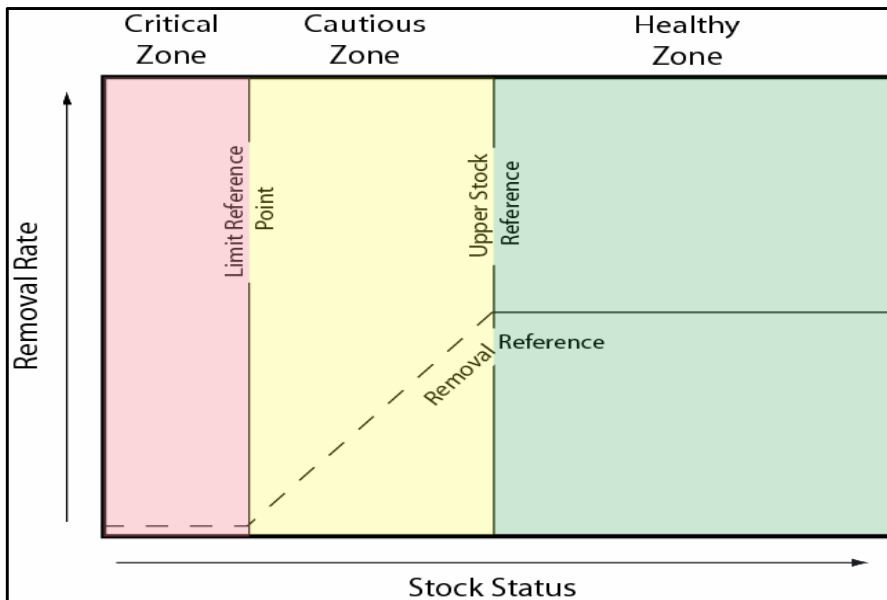 Critical
Zone
Cautious
Zone
Healthy
Zone
Removal Rate
Limit Reference
Point
Upper Stock
Reference
Removal Reference
Stock Status